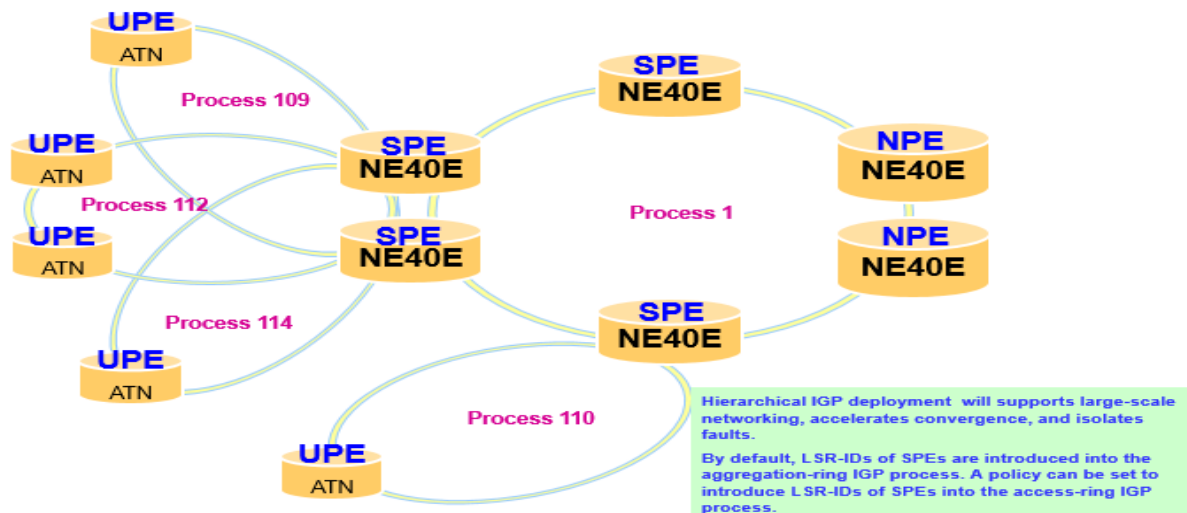 UPE
ATN
Process 109
UPE
ATN
Process 112
UPE
ATN
Process 114
UPE
ATN
SPE
NE40E
SPE
NE40E
SPE
NE40E
NPE
NE40E
Process 1
NPE
NE40E
SPE
NE40E
Process 110
UPE
ATN
Hierarchical IGP deployment will supports large-scale
networking, accelerates convergence, and isolates
faults.
By default, LSR-IDs of SPEs are introduced into the
aggregation-ring IGP process. A policy can be set to
introduce LSR-IDs of SPEs into the access-ring IGP
process.